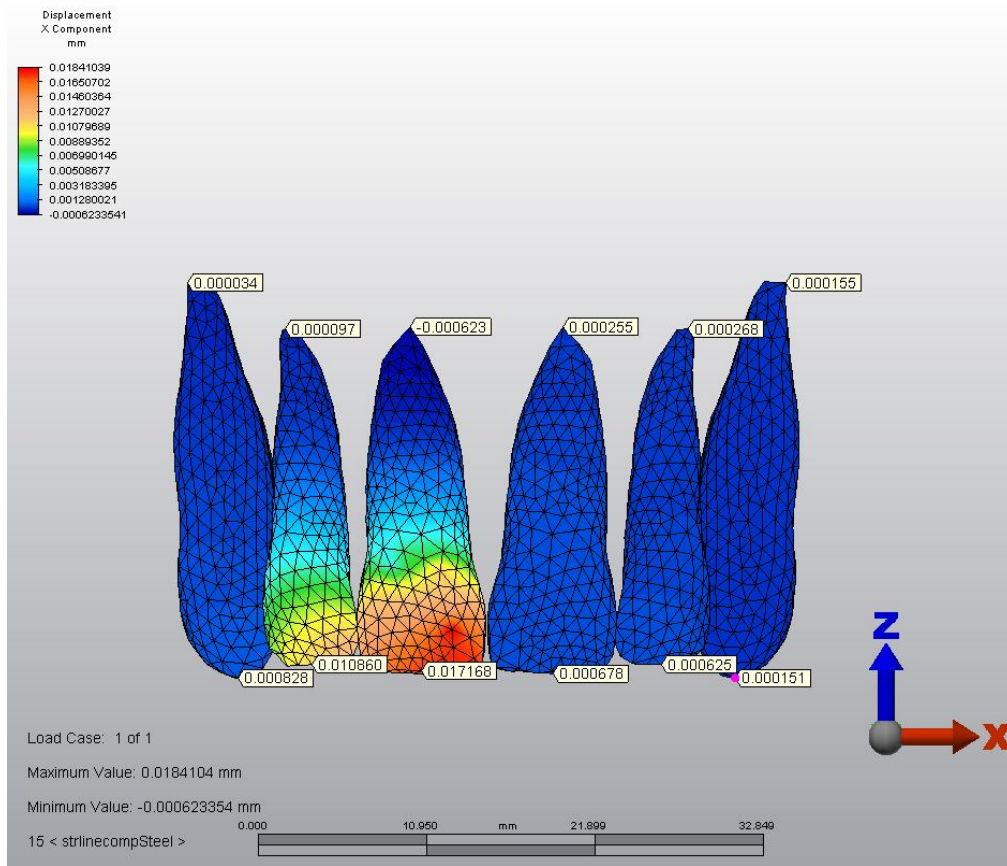 Displacement
X Component
mm
0.01841039
0.01650702
0.01460364
0.01270027
0.01079689
0.00889352
0.006990145
0.00508677
0.003183395
0.001280021
-0.0006233541
0.000034
0.000155
0.000097
-0.000623
0.000255
0.000268
0.000828
0.010860
0.017168
0.000678
0.000625
0.000151
Z
X
Load Case: 1 of 1
Maximum Value: 0.0184104 mm
Minimum Value: -0.000623354 mm
0.000 10.950 mm 21.899 32.849
15 < strlinecompSteel >